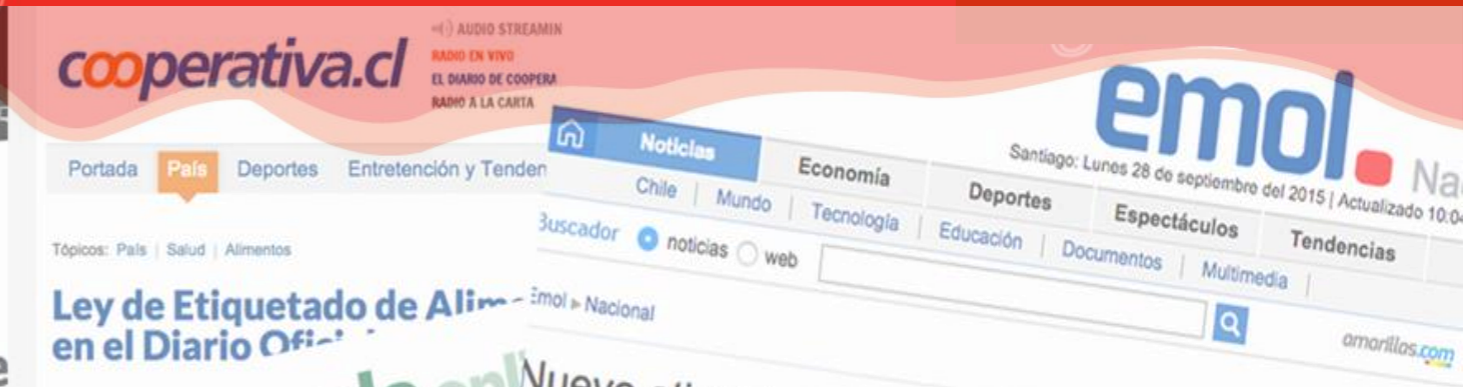 cooperativa.cl
AUDIO STREAMIN
RADIO EN VIVO
EL DIARIO DE COOPERA
RADIO A LA CARTA
Portada País Deportes Entretención y Tenden
Tópicos: País | Salud | Alimentos
Ley de Etiquetado de Alim
en el Diario Ofi
emol.
Santiago: Lunes 28 de septiembre del 2015 | Actualizado 10:04
Noticias Economía Deportes Espectáculos Tendencias
Chile | Mundo | Tecnología | Educación | Documentos | Multimedia |
Buscador noticias web
amarillas.com
Emol ▸ Nacional